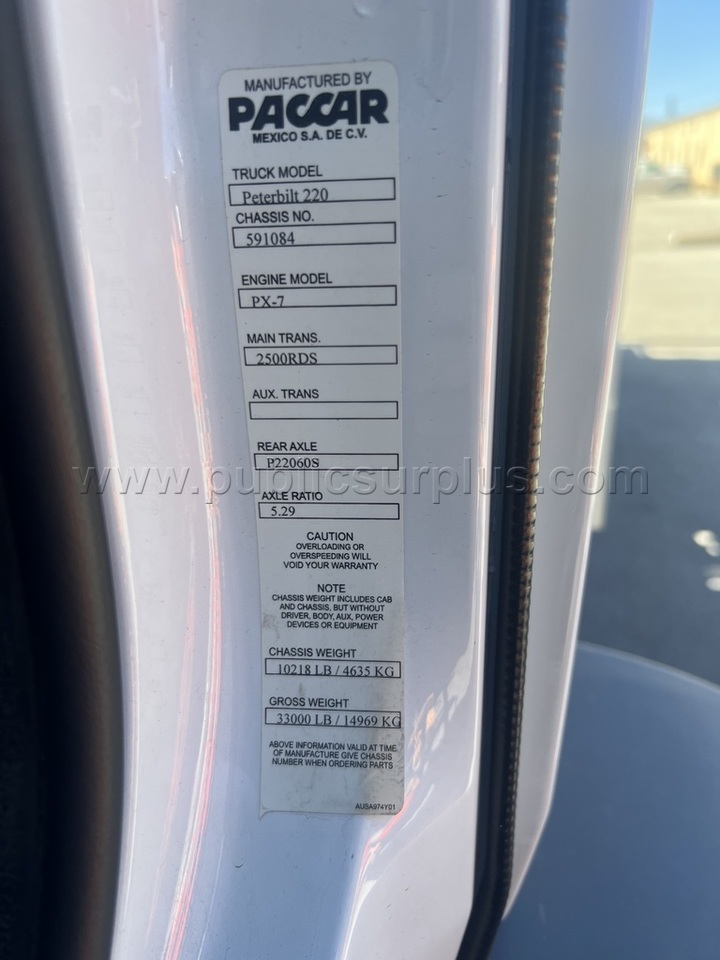 MANUFACTURED BY
PACCAR
MEXICO S.A. DE C.V.
TRUCK MODEL
Peterbilt 220
CHASSIS NO.
591084
ENGINE MODEL
PX-7
MAIN TRANS.
2500RDS
AUX. TRANS
REAR AXLE
P22060S
www.publicsurplus.com
AXLE RATIO
5.29
CAUTION
OVERLOADING OR
OVERSPEEDING WILL
VOID YOUR WARRANTY
NOTE
CHASSIS WEIGHT INCLUDES CAB
AND CHASSIS, BUT WITHOUT
DRIVER, BODY, AUX, POWER
DEVICES OR EQUIPMENT
CHASSIS WEIGHT
10218 LB / 4635 KG
GROSS WEIGHT
33000 LB / 14969 KG
ABOVE INFORMATION VALID AT TIME
OF MANUFACTURE GIVE CHASSIS
NUMBER WHEN ORDERING PARTS
AUSA974Y01